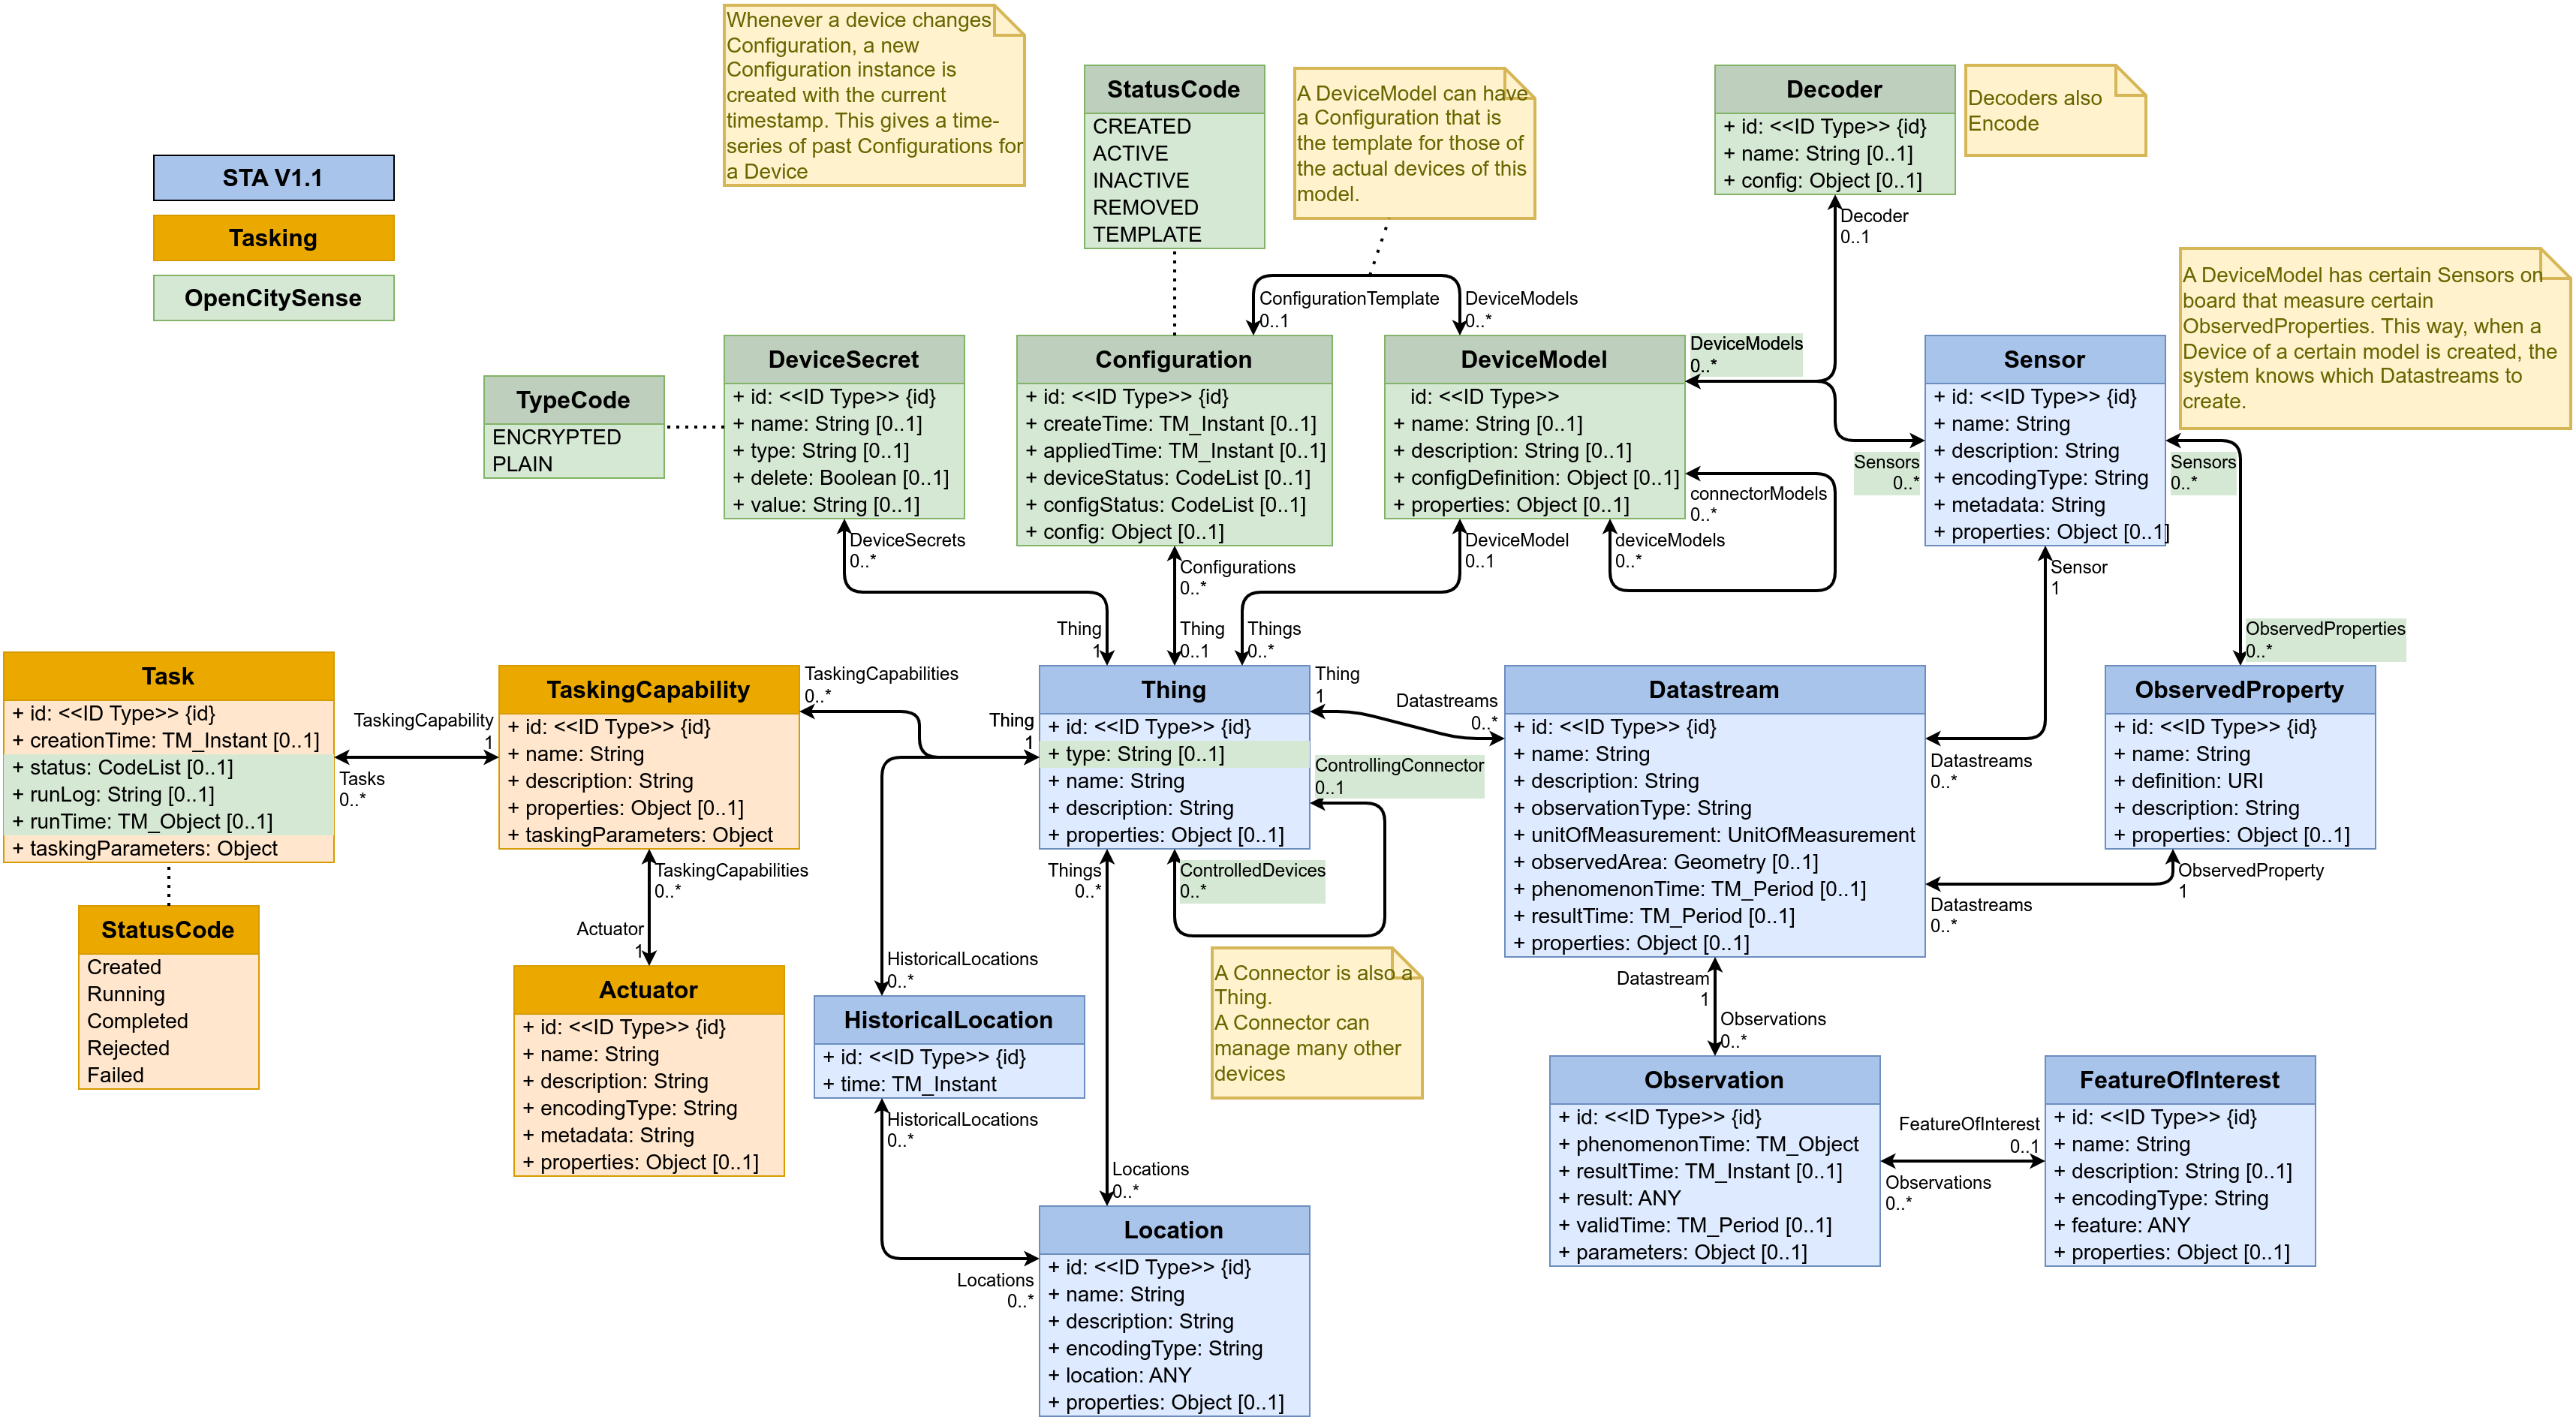 Whenever a device changes
Configuration, a new
Configuration instance is
created with the current
timestamp. This gives a time-
series of past Configurations for
a Device
StatusCode
CREATED
ACTIVE
INACTIVE
REMOVED
TEMPLATE
A DeviceModel can have
a Configuration that is
the template for those of
the actual devices of this
model.
Decoder
+ id: <<ID Type>> {id}
+ name: String [0..1]
+ config: Object [0..1]
Decoders also
Encode
STA V1.1
Tasking
OpenCitySense
Decoder
0..1
A DeviceModel has certain Sensors on
board that measure certain
ObservedProperties. This way, when a
Device of a certain model is created, the
system knows which Datastreams to
create.
ConfigurationTemplate
0..1
DeviceModels
0..*
TypeCode
ENCRYPTED
PLAIN
DeviceSecret
+ id: <<ID Type>> {id}
+ name: String [0..1]
+ type: String [0..1]
+ delete: Boolean [0..1]
+ value: String [0..1]
Configuration
+ id: <<ID Type>> {id}
+ createTime: TM_Instant [0..1]
+ appliedTime: TM_Instant [0..1]
+ deviceStatus: CodeList [0..1]
+ configStatus: CodeList [0..1]
+ config: Object [0..1]
DeviceModel
id: <<ID Type>>
+ name: String [0..1]
+ description: String [0..1]
+ configDefinition: Object [0..1]
+ properties: Object [0..1]
DeviceModels
0..*
connectorModels
0..*
deviceModels
0..*
Sensors
0..*
Sensor
+ id: <<ID Type>> {id}
+ name: String
+ description: String
+ encodingType: String
+ metadata: String
+ properties: Object [0..1]
Sensors
0..*
DeviceSecrets
0..*
Configurations
0..*
DeviceModel
0..1
Sensor
1
Thing
1
Thing
0..1
Things
0..*
ObservedProperties
0..*
Task
+ id: <<ID Type>> {id}
+ creationTime: TM_Instant [0..1]
+ status: CodeList [0..1]
+ runLog: String [0..1]
+ runTime: TM_Object [0..1]
+ taskingParameters: Object
TaskingCapability
1
Tasks
0..*
TaskingCapability
+ id: <<ID Type>> {id}
+ name: String
+ description: String
+ properties: Object [0..1]
+ taskingParameters: Object
TaskingCapabilities
0..*
Thing
1
Thing
+ id: <<ID Type>> {id}
+ type: String [0..1]
+ name: String
+ description: String
+ properties: Object [0..1]
Thing
1
Datastreams
0..*
ControllingConnector
0..1
Datastream
+ id: <<ID Type>> {id}
+ name: String
+ description: String
+ observationType: String
+ unitOfMeasurement: UnitOfMeasurement
+ observedArea: Geometry [0..1]
+ phenomenonTime: TM_Period [0..1]
+ resultTime: TM_Period [0..1]
+ properties: Object [0..1]
Datastreams
0..*
ObservedProperty
+ id: <<ID Type>> {id}
+ name: String
+ definition: URI
+ description: String
+ properties: Object [0..1]
ObservedProperty
1
Datastreams
0..*
StatusCode
Created
Running
Completed
Rejected
Failed
TaskingCapabilities
0..*
Actuator
1
Actuator
+ id: <<ID Type>> {id}
+ name: String
+ description: String
+ encodingType: String
+ metadata: String
+ properties: Object [0..1]
Things
0..*
ControlledDevices
0..*
HistoricalLocations
0..*
HistoricalLocation
+ id: <<ID Type>> {id}
+ time: TM_Instant
HistoricalLocations
0..*
A Connector is also a
Thing.
A Connector can
manage many other
devices
Locations
0..*
Locations
0..*
Location
+ id: <<ID Type>> {id}
+ name: String
+ description: String
+ encodingType: String
+ location: ANY
+ properties: Object [0..1]
Datastream
1
Observations
0..*
Observation
+ id: <<ID Type>> {id}
+ phenomenonTime: TM_Object
+ resultTime: TM_Instant [0..1]
+ result: ANY
+ validTime: TM_Period [0..1]
+ parameters: Object [0..1]
FeatureOfInterest
0..1
Observations
0..*
FeatureOfInterest
+ id: <<ID Type>> {id}
+ name: String
+ description: String [0..1]
+ encodingType: String
+ feature: ANY
+ properties: Object [0..1]